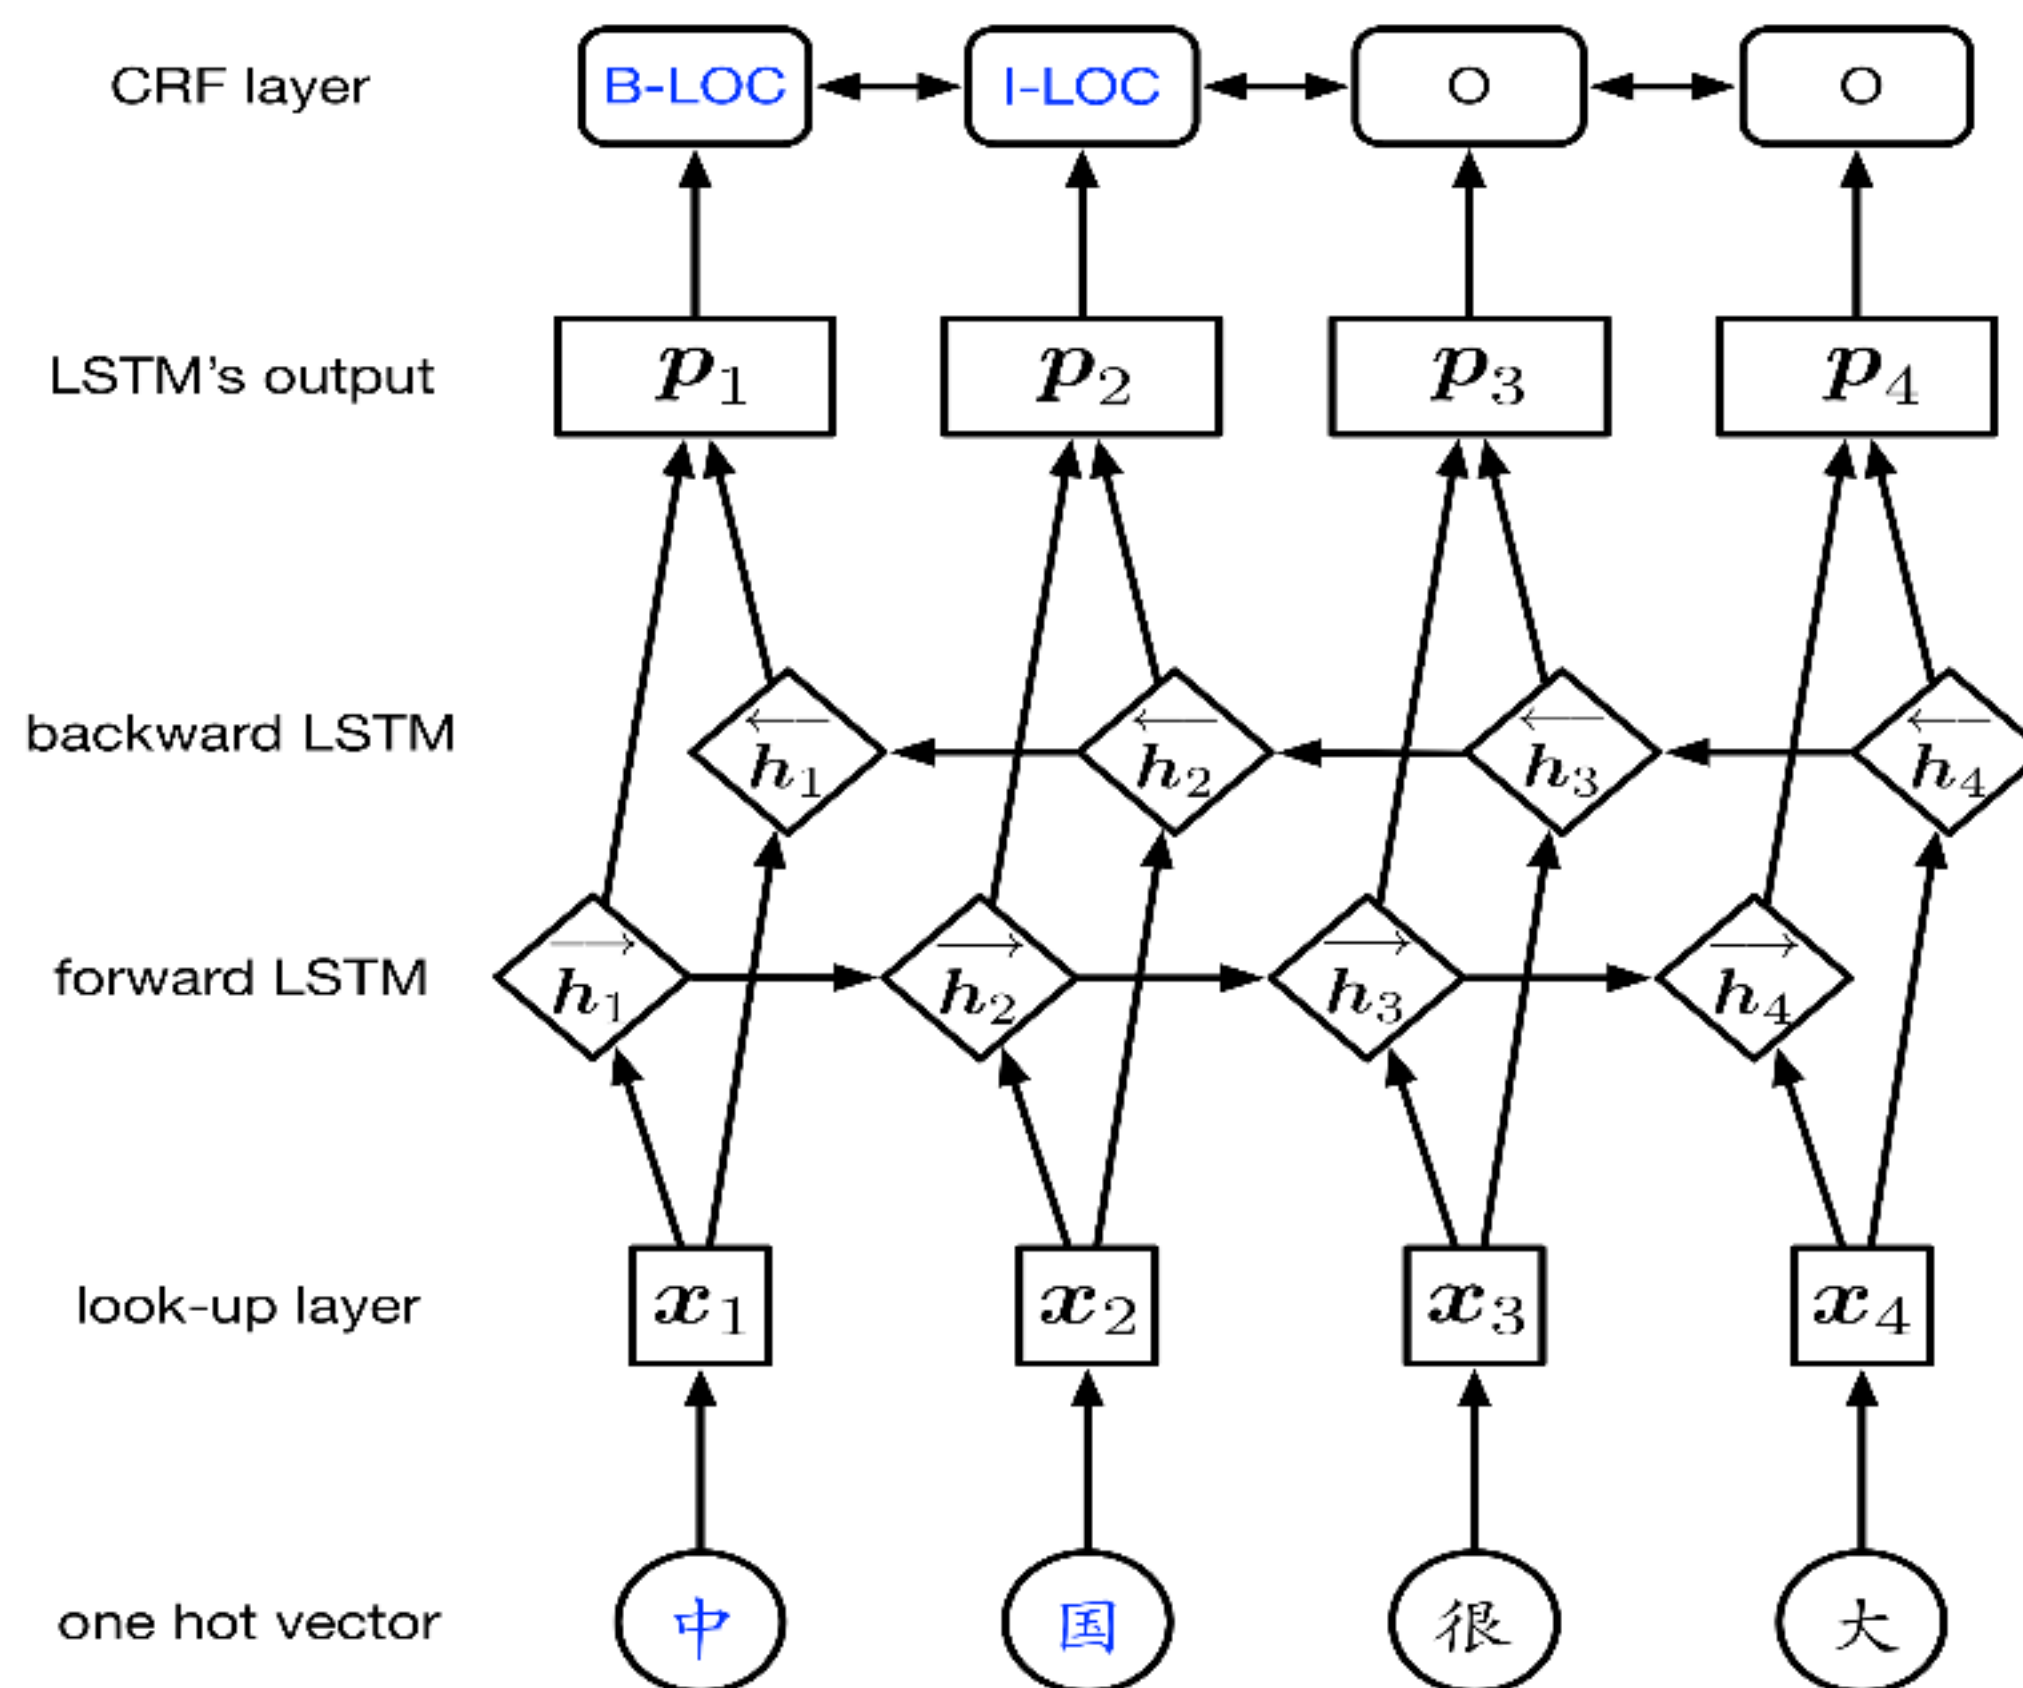 CRF layer B-LOC I-LOC O O
LSTM's output p1 p2 p3 p4
backward LSTM h1 h2 h3 h4
forward LSTM h1 h2 h3 h4
look-up layer x1 x2 x3 x4
one hot vector 中 国 很 大